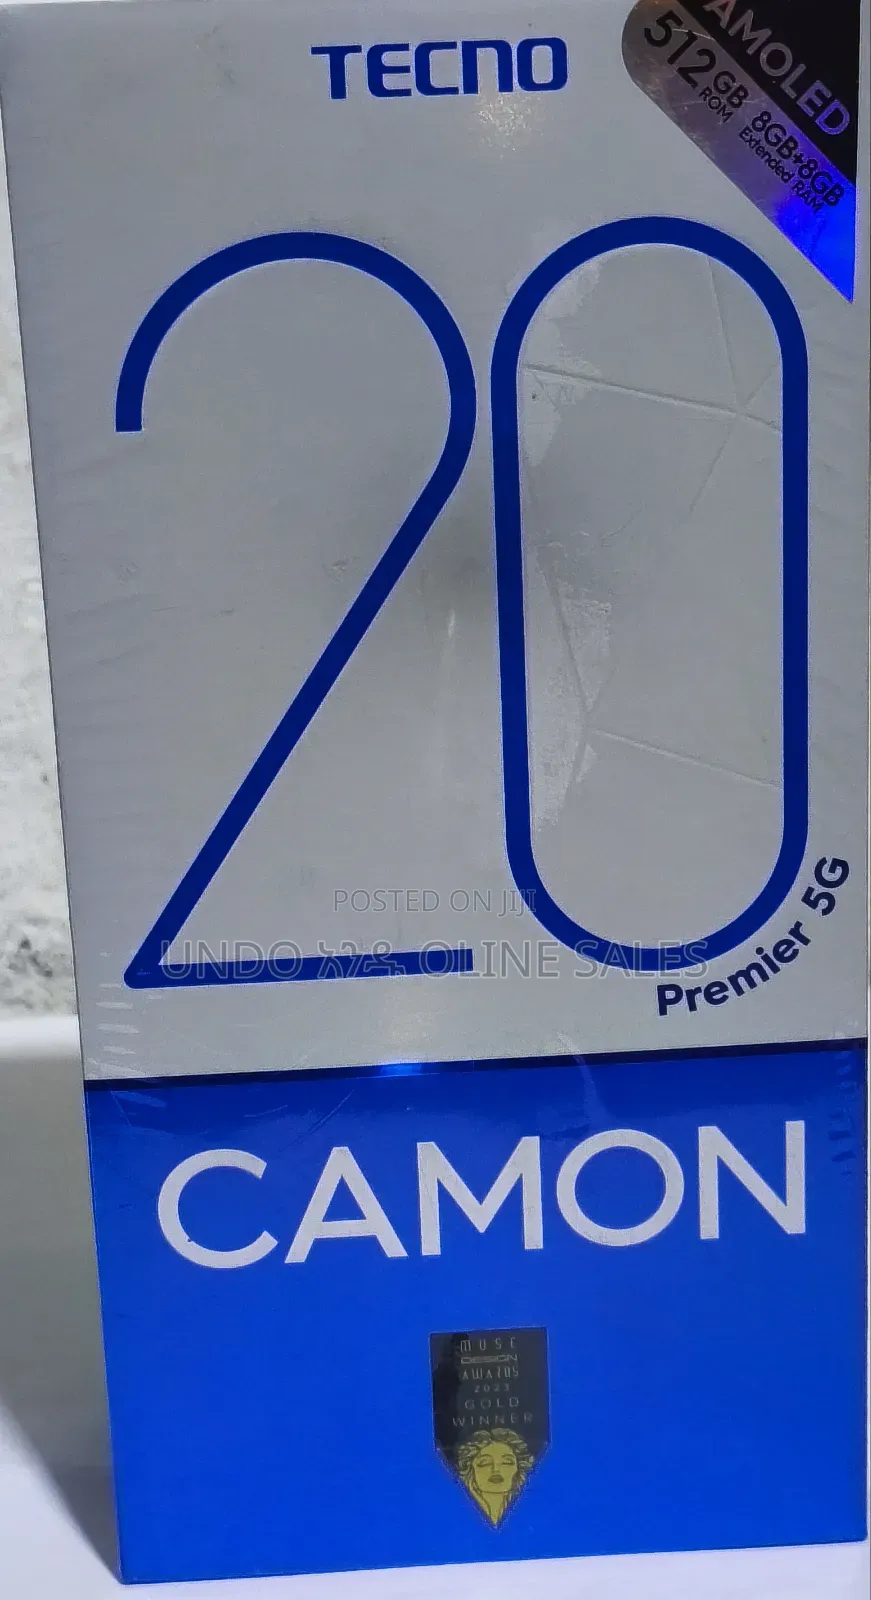 TECNO
AMOLED
512GB
ROM
8GB+8GB
Extended RAM
20
Premier 5G
POSTED ON JIJI
UNDO ንግዱ OLINE SALES
CAMON
MUSE
DESIGN
AWARDS
2023
GOLD
WINNER